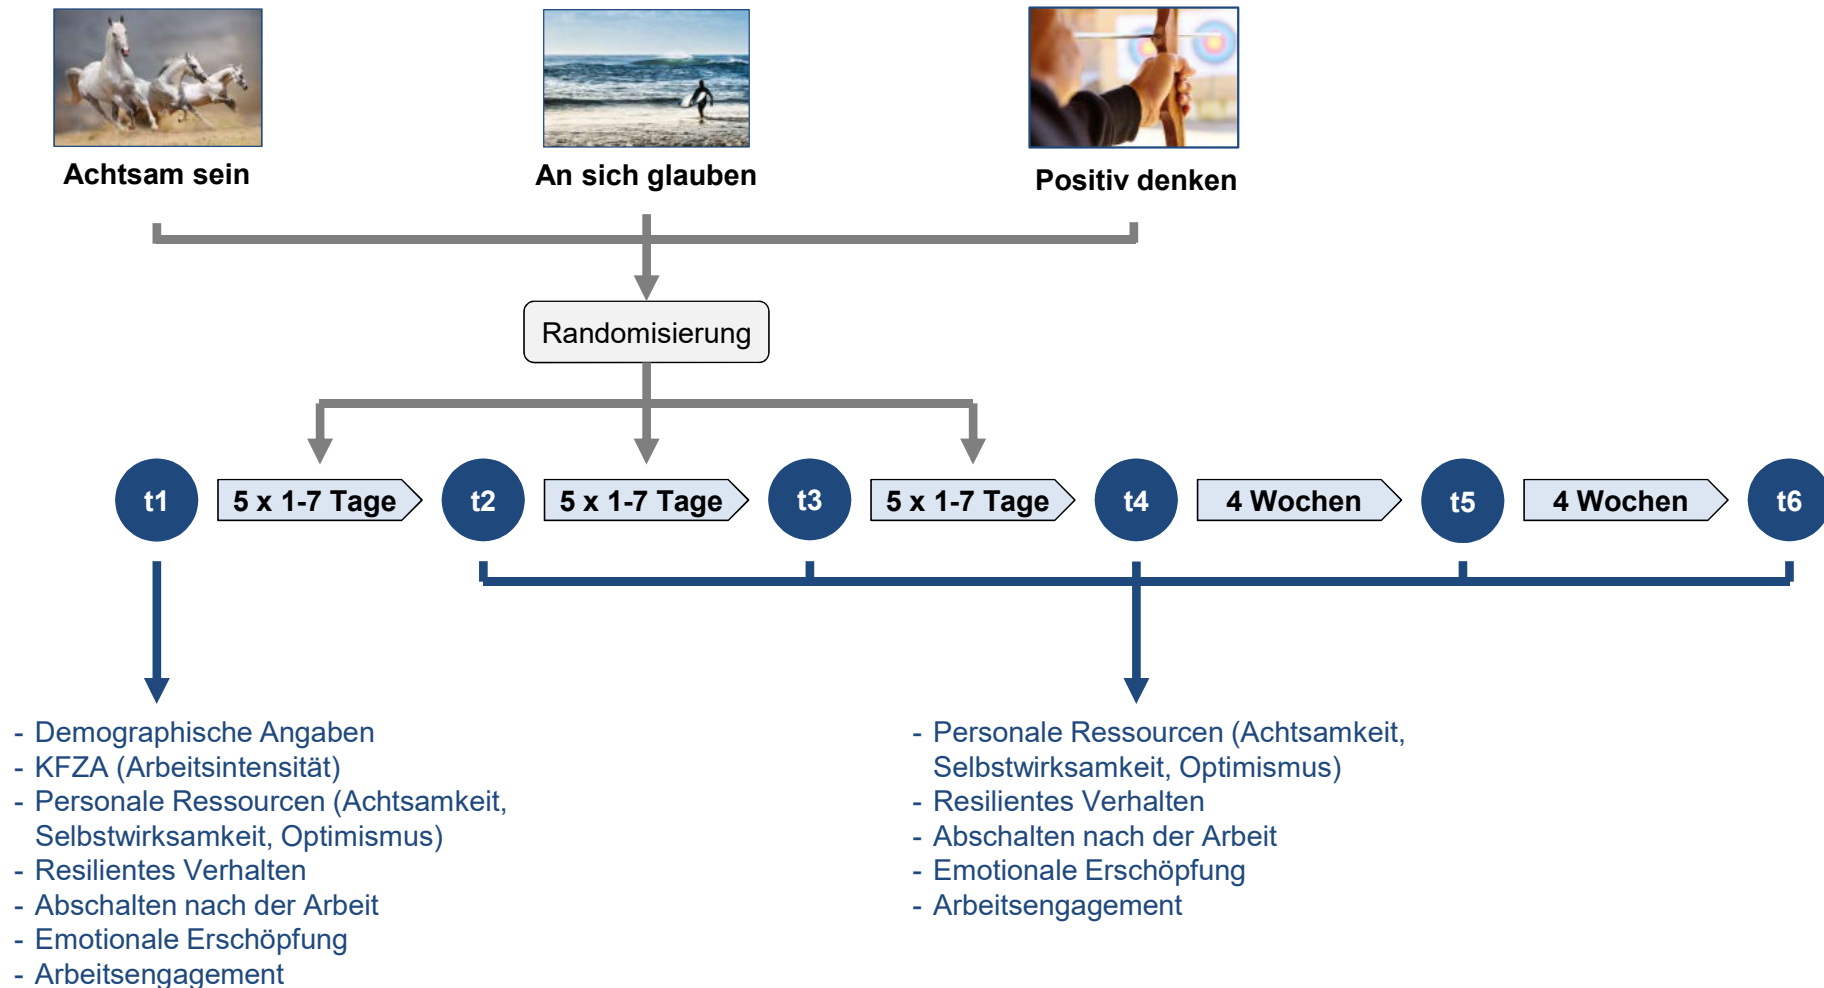 Achtsam sein
An sich glauben
Positiv denken
Randomisierung
t1
5 x 1-7 Tage
t2
5 x 1-7 Tage
t3
5 x 1-7 Tage
t4
4 Wochen
t5
4 Wochen
t6
- Demographische Angaben
- KFZA (Arbeitsintensität)
- Personale Ressourcen (Achtsamkeit,
Selbstwirksamkeit, Optimismus)
- Resilientes Verhalten
- Abschalten nach der Arbeit
- Emotionale Erschöpfung
- Arbeitsengagement
- Personale Ressourcen (Achtsamkeit,
Selbstwirksamkeit, Optimismus)
- Resilientes Verhalten
- Abschalten nach der Arbeit
- Emotionale Erschöpfung
- Arbeitsengagement